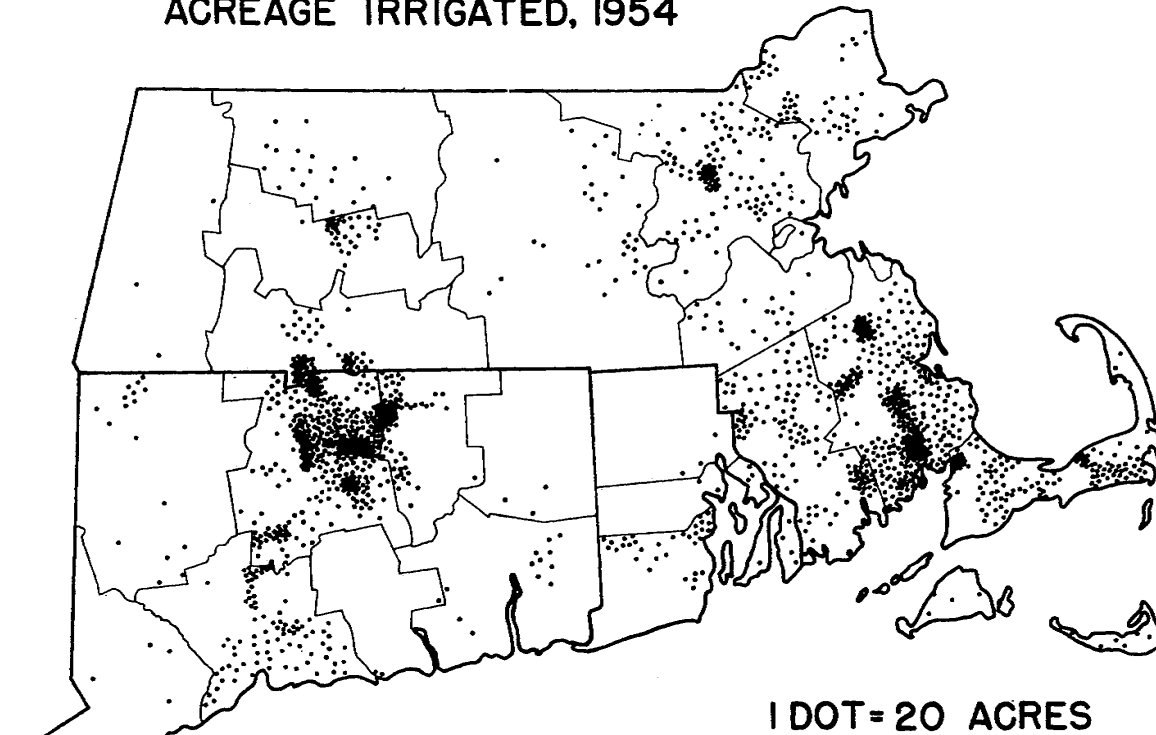 ACREAGE IRRIGATED, 1954
1 DOT = 20 ACRES